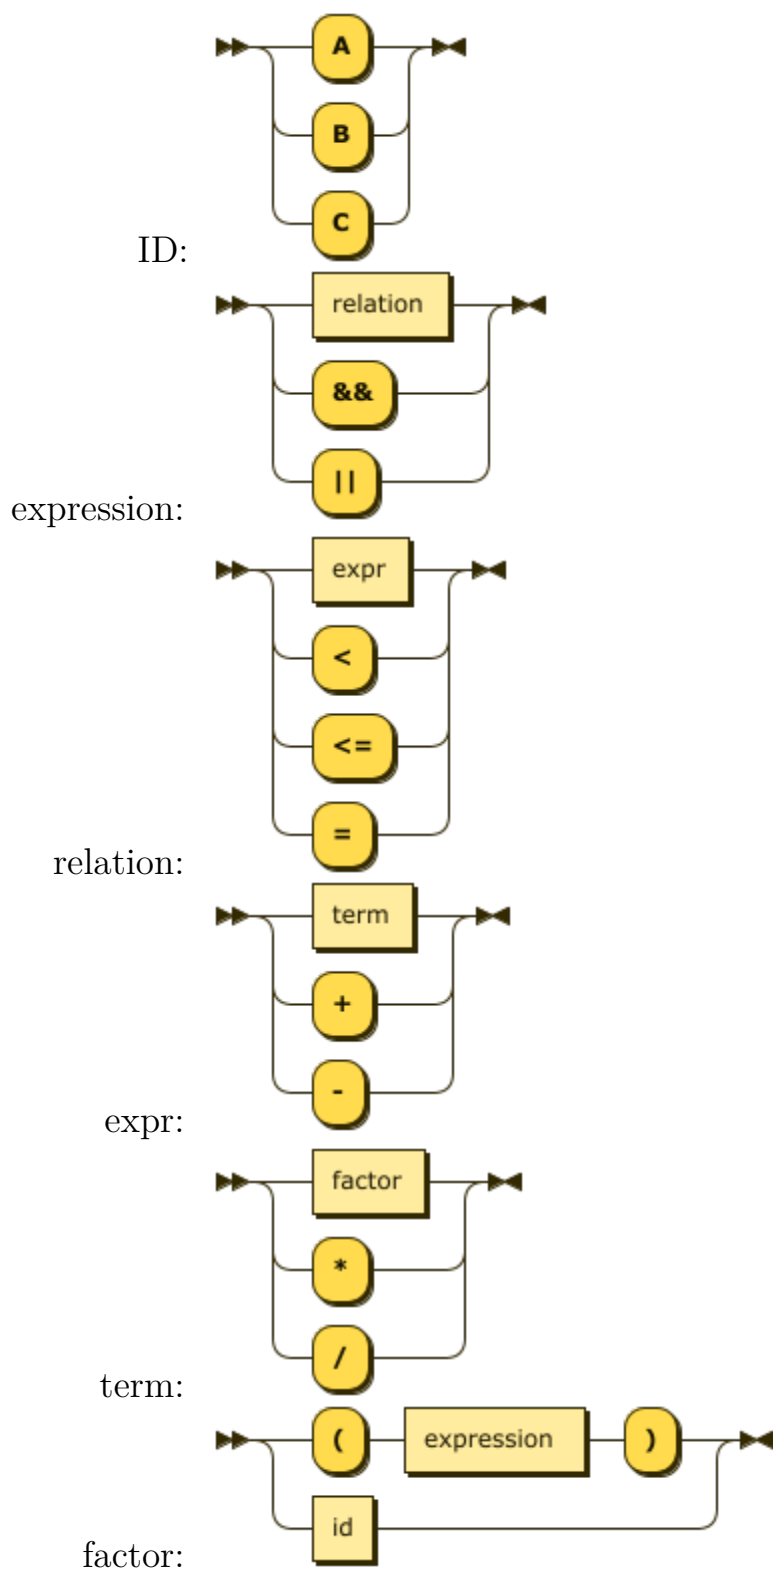 A
B
C
ID:
relation
&&
||
expression:
expr
<
<=
=
relation:
term
+
-
expr:
factor
*
/
term:
( expression )
id
factor: